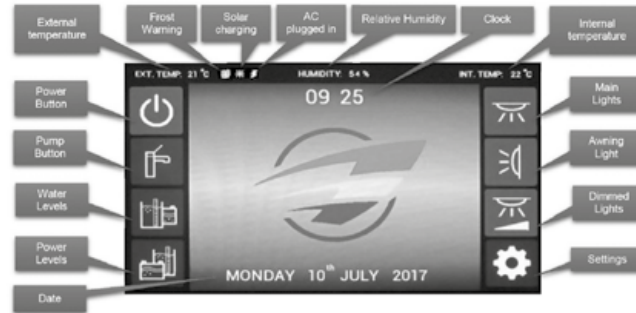 External temperature
Frost Warning
Solar charging
AC plugged in
Relative Humidity
Clock
Internal temperature
EXT. TEMP: 21 °C
HUMIDITY: 54 %
INT. TEMP: 22 °C
09 25
Power Button
Pump Button
Water Levels
Power Levels
Date
Main Lights
Awning Light
Dimmed Lights
Settings
MONDAY 10th JULY 2017